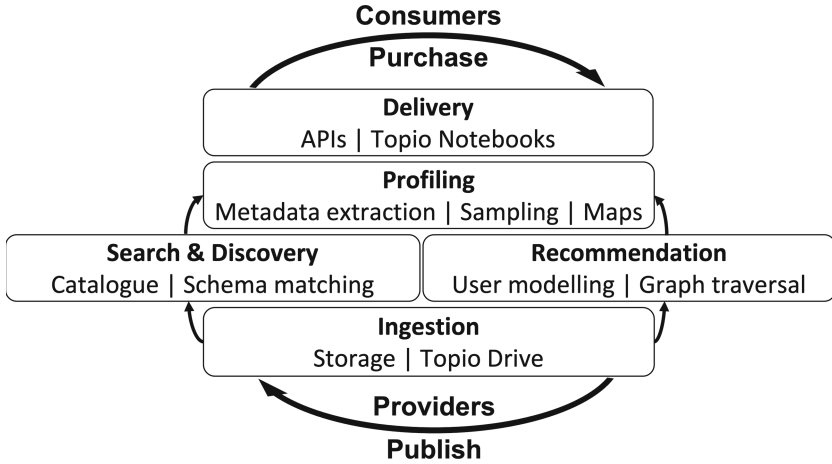 Consumers
Purchase
Delivery
APIs | Topio Notebooks
Profiling
Metadata extraction | Sampling | Maps
Search & Discovery
Catalogue | Schema matching
Recommendation
User modelling | Graph traversal
Ingestion
Storage | Topio Drive
Providers
Publish